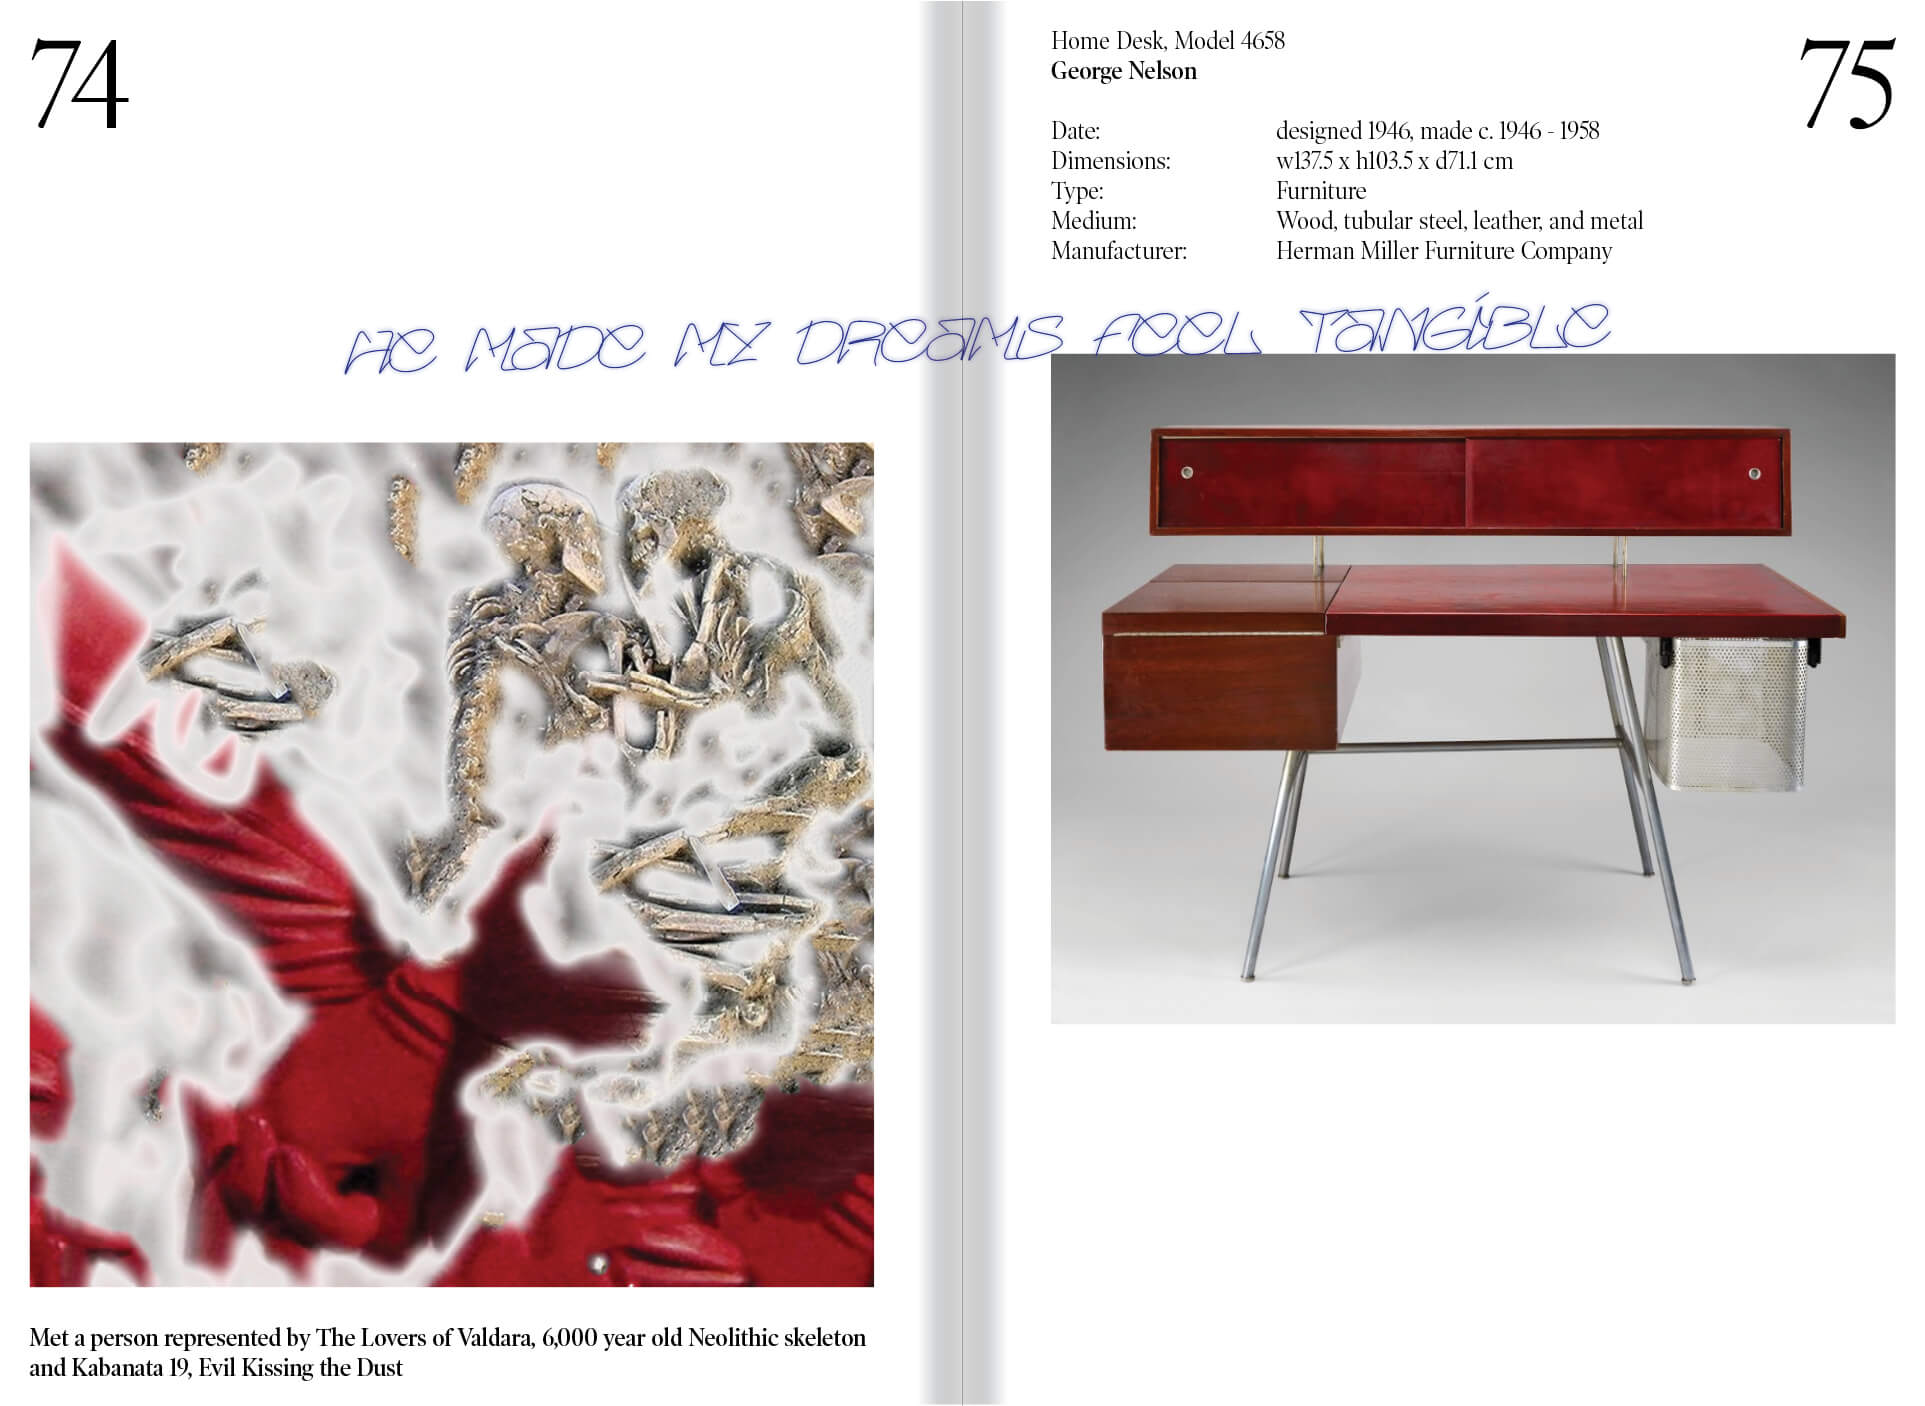 74
Home Desk, Model 4658
George Nelson
75
Date: designed 1946, made c. 1946 - 1958
Dimensions: w137.5 x h103.5 x d71.1 cm
Type: Furniture
Medium: Wood, tubular steel, leather, and metal
Manufacturer: Herman Miller Furniture Company
HE MADE MY DREAMS FEEL TANGÍBLE
Met a person represented by The Lovers of Valdara, 6,000 year old Neolithic skeleton
and Kabanata 19, Evil Kissing the Dust